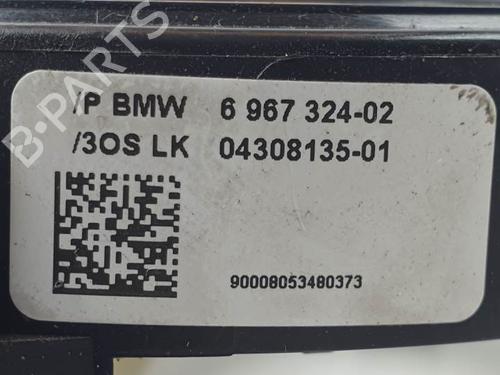 /P BMW 6 967 324-02
/3OS LK 04308135-01
90008053480373
B-PARTS